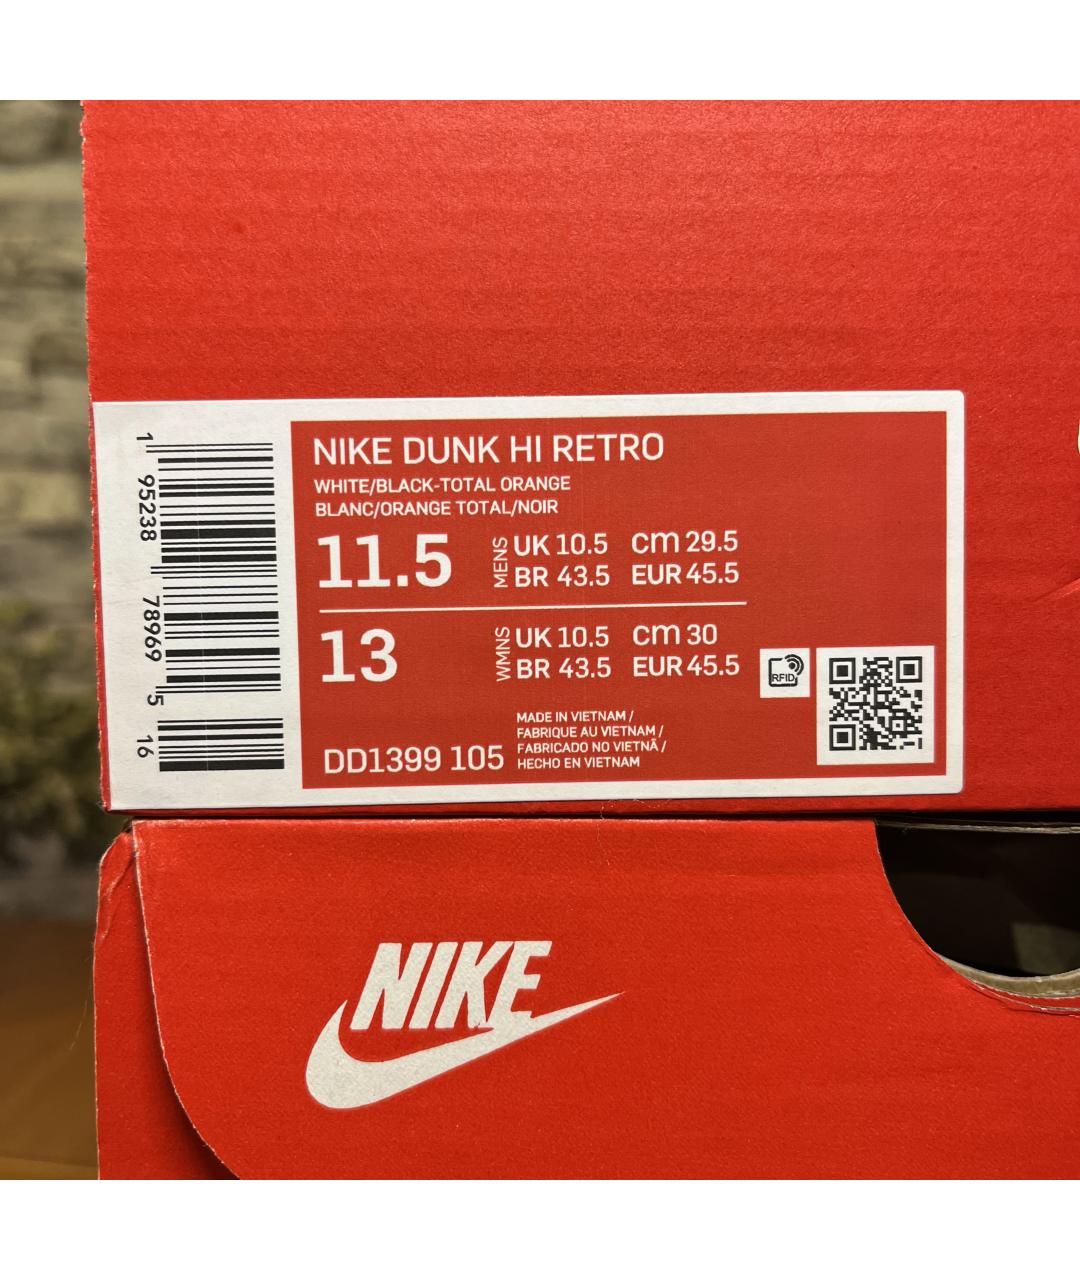 NIKE DUNK HI RETRO
WHITE/BLACK-TOTAL ORANGE
BLANC/ORANGE TOTAL/NOIR
11.5 MENS UK 10.5 CM 29.5
BR 43.5 EUR 45.5
13 WMNS UK 10.5 CM 30
BR 43.5 EUR 45.5
RFID
MADE IN VIETNAM /
FABRIQUE AU VIETNAM /
FABRICADO NO VIETNÃ /
HECHO EN VIETNAM
DD1399 105
1 95238 78969 5 16
NIKE